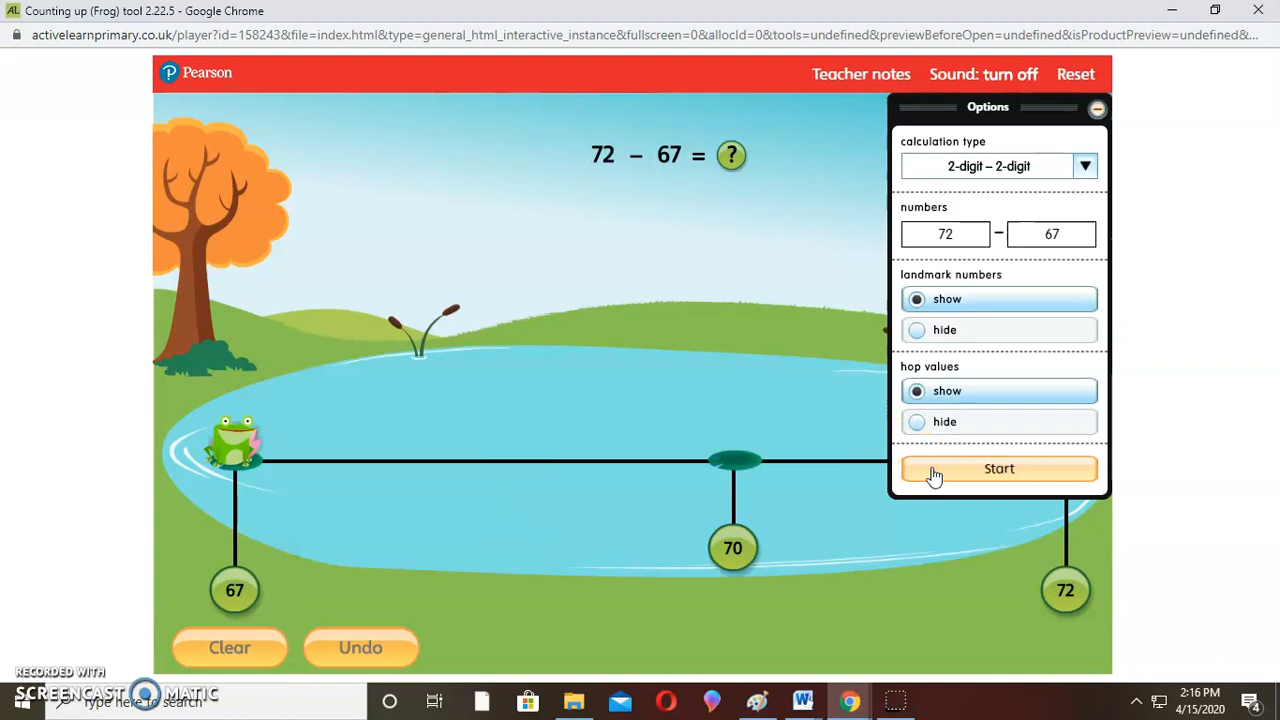 Counting up (Frog) tool 2.22.5 - Google Chrome
activelearnprimary.co.uk/player?id=158243&file=index.html&type=general_html_interactive_instance&fullscreen=0&allocId=0&tools=undefined&previewBeforeOpen=undefined&isProductPreview=undefined&...
Pearson
Teacher notes Sound: turn off Reset
Options
72 – 67 = ?
calculation type
2-digit – 2-digit
numbers
72 – 67
landmark numbers
show
hide
hop values
show
hide
Start
70
67
72
Clear Undo
RECORDED WITH
SCREENCAST MATIC
Type here to search
2:16 PM
4/15/2020
4